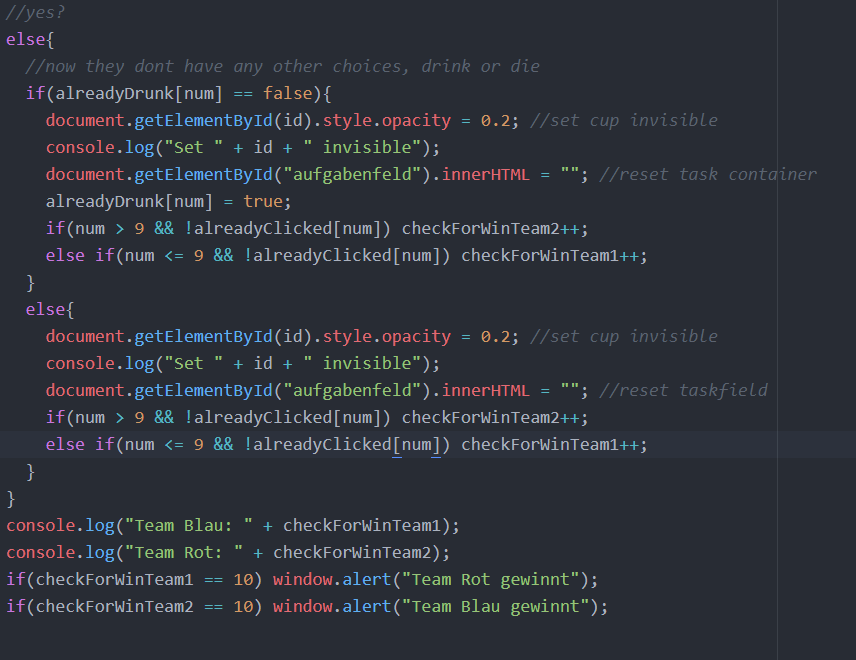 //yes?
else{
//now they dont have any other choices, drink or die
if(alreadyDrunk[num] == false){
document.getElementById(id).style.opacity = 0.2; //set cup invisible
console.log("Set " + id + " invisible");
document.getElementById("aufgabenfeld").innerHTML = ""; //reset task container
alreadyDrunk[num] = true;
if(num > 9 && !alreadyClicked[num]) checkForWinTeam2++;
else if(num <= 9 && !alreadyClicked[num]) checkForWinTeam1++;
}
else{
document.getElementById(id).style.opacity = 0.2; //set cup invisible
console.log("Set " + id + " invisible");
document.getElementById("aufgabenfeld").innerHTML = ""; //reset taskfield
if(num > 9 && !alreadyClicked[num]) checkForWinTeam2++;
else if(num <= 9 && !alreadyClicked[num]) checkForWinTeam1++;
}
}
console.log("Team Blau: " + checkForWinTeam1);
console.log("Team Rot: " + checkForWinTeam2);
if(checkForWinTeam1 == 10) window.alert("Team Rot gewinnt");
if(checkForWinTeam2 == 10) window.alert("Team Blau gewinnt");